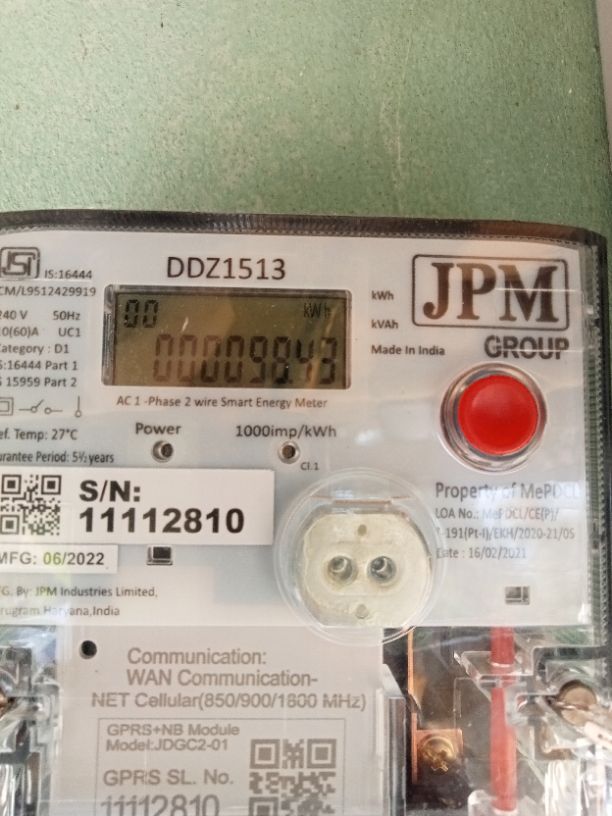 DDZ1513
IS:16444
CM/L9512429919
240 V 50Hz
10(60)A UC1
Category : D1
IS:16444 Part 1
IS 15959 Part 2
00 kWh
kWh
kVAh
Made In India
JPM
GROUP
AC 1 -Phase 2 wire Smart Energy Meter
Ref. Temp: 27°C
Guarantee Period: 5½ years
Power
1000imp/kWh
Cl.1
S/N:
11112810
MFG: 06/2022
Property of MePDCL
LOA No.: MePDCL/CE(P)/
T-191(Pt-I)/EKH/2020-21/05
Date : 16/02/2021
MFG. By: JPM Industries Limited,
Gurugram.Haryana,India
Communication:
WAN Communication-
NET Cellular(850/900/1800 MHz)
GPRS+NB Module
Model:JDGC2-01
GPRS SL. No.
11112810